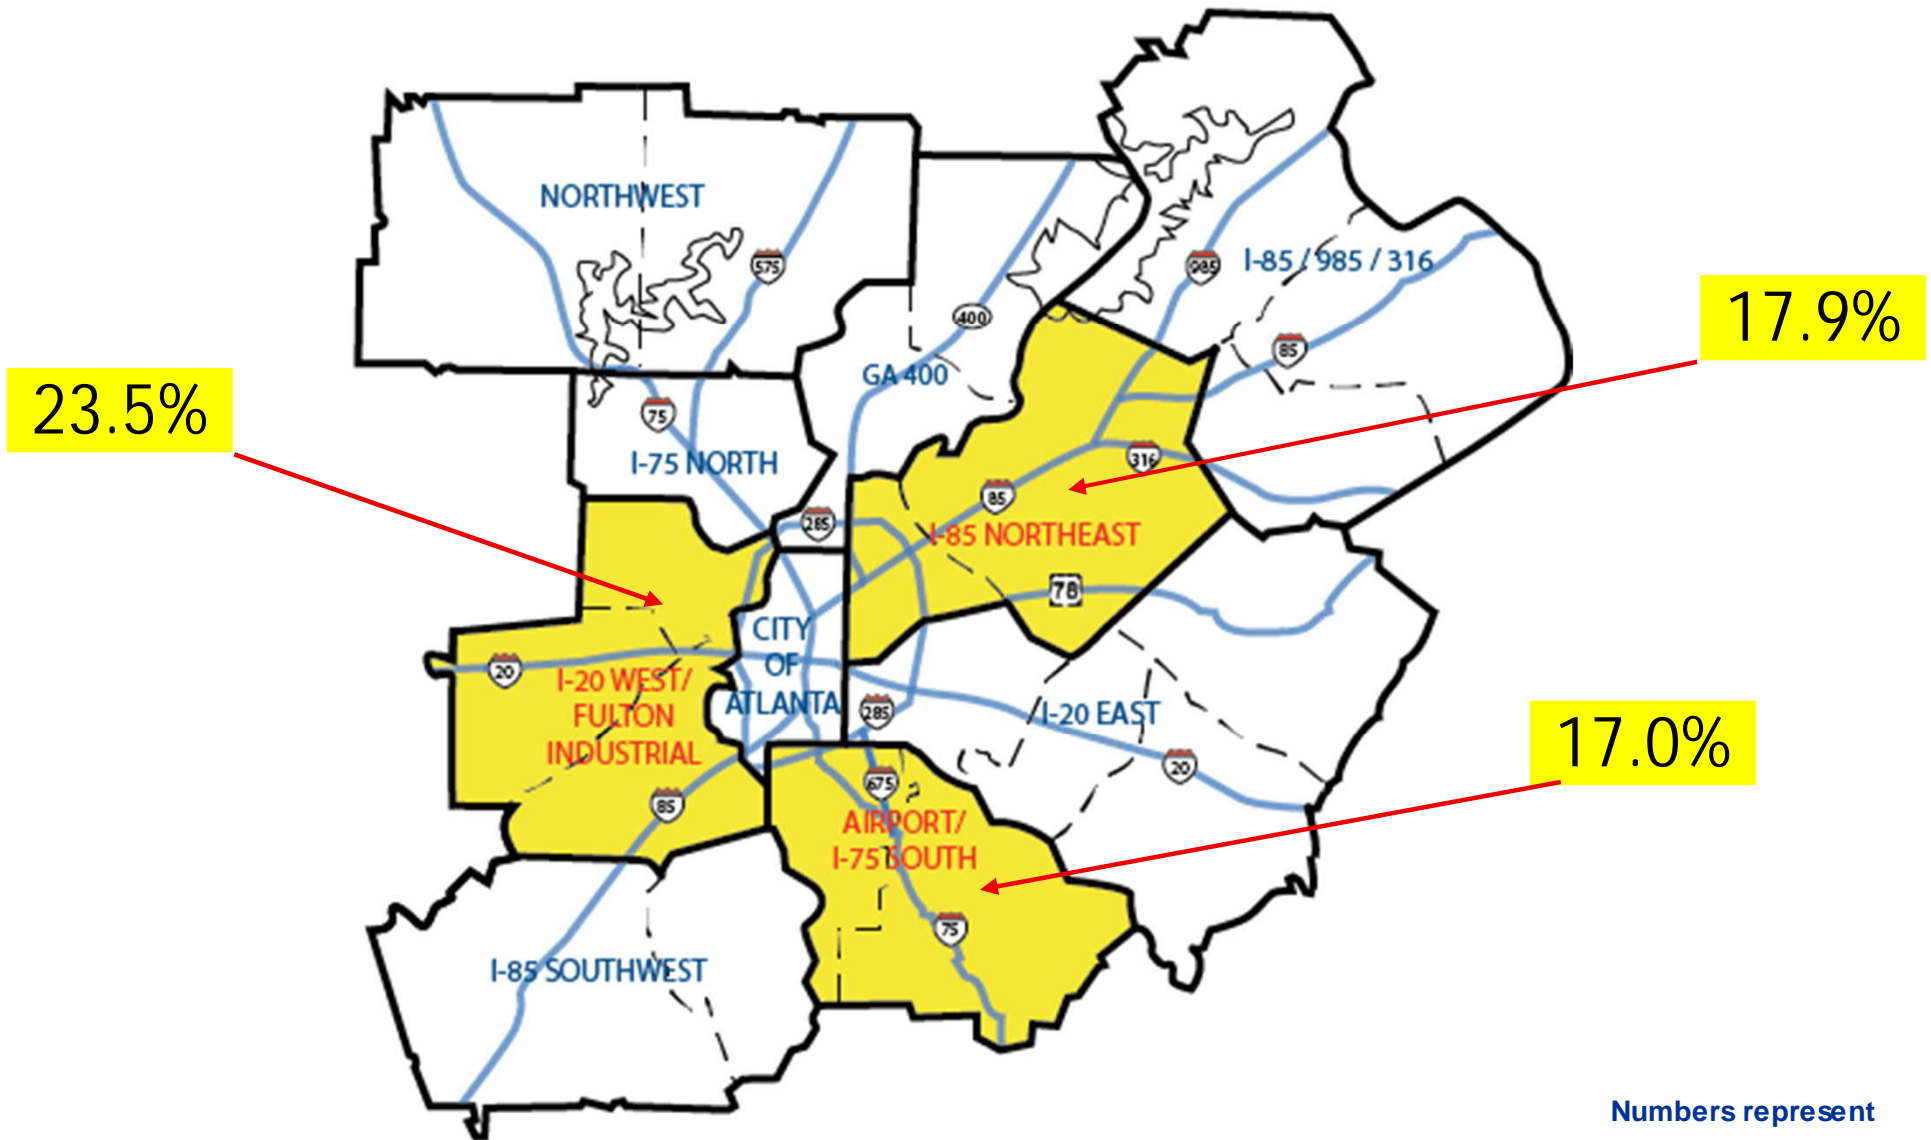 NORTHWEST
575
985
I-85 / 985 / 316
17.9%
400
85
GA 400
23.5%
75
I-75 NORTH
316
85
285
I-85 NORTHEAST
78
CITY
OF
ATLANTA
20
I-20 WEST/
FULTON
INDUSTRIAL
285
I-20 EAST
17.0%
20
675
85
AIRPORT/
I-75 SOUTH
75
I-85 SOUTHWEST
Numbers represent